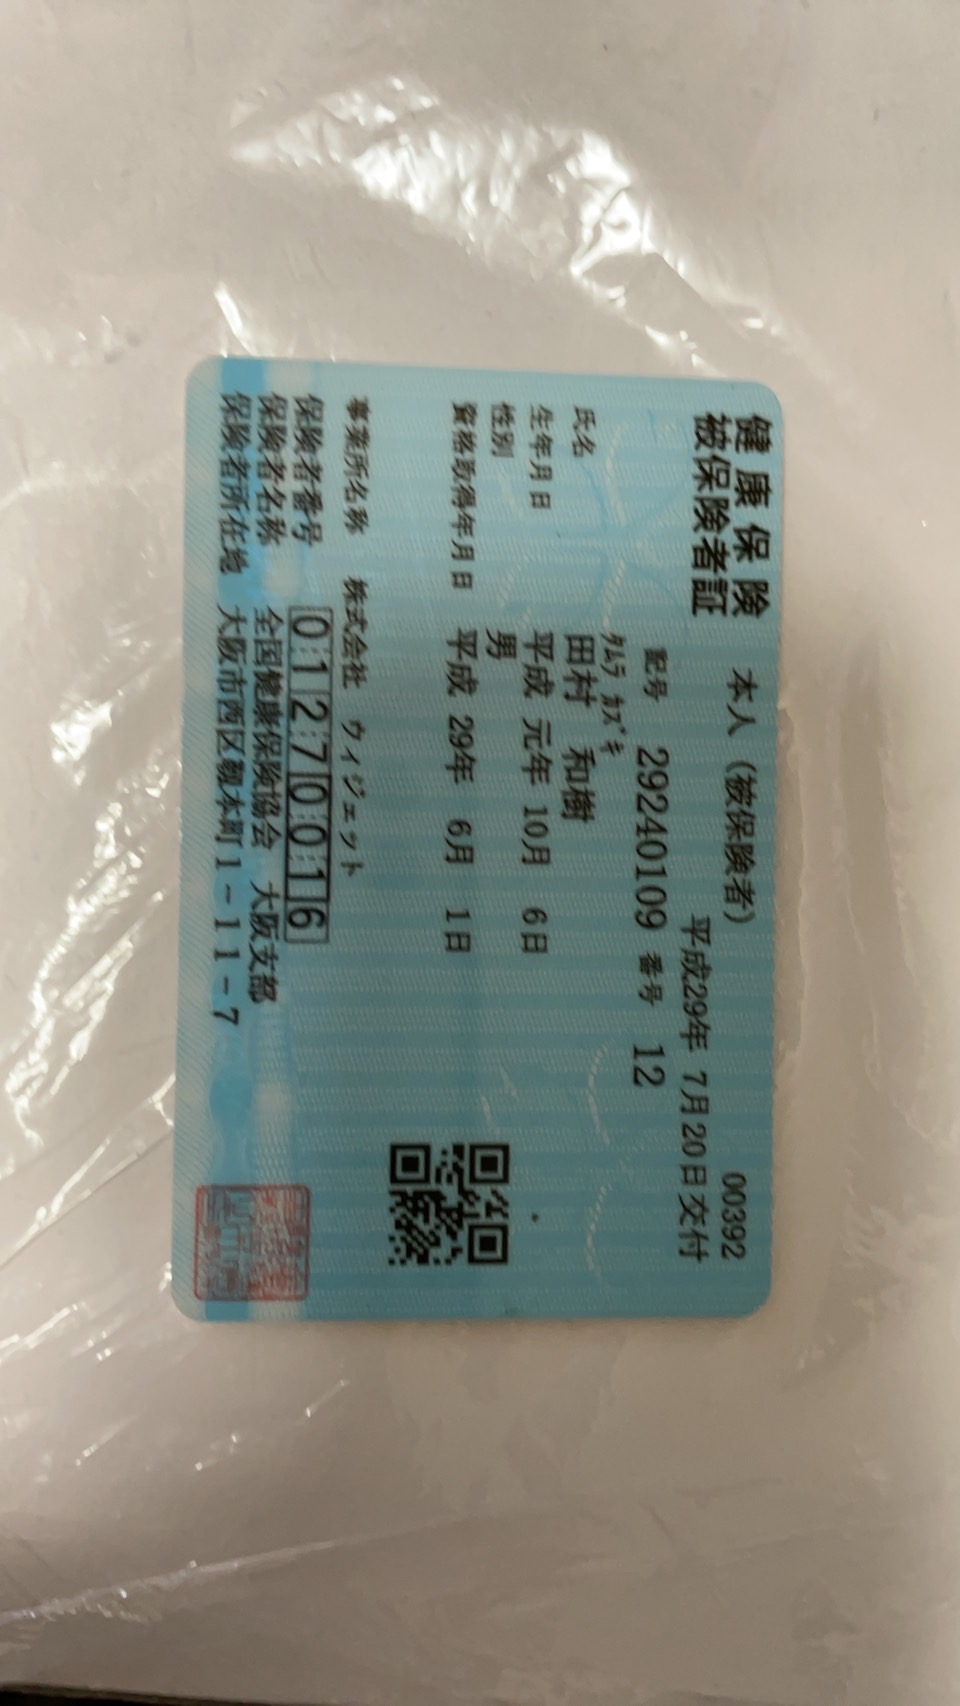 健康保険 本人（被保険者） 00392
被保険者証 平成29年 7月20日交付
記号 29240109 番号 12
ﾀﾑﾗ ｶｽﾞｷ
氏名 田村 和樹
生年月日 平成 元年 10月 6日
性別 男
資格取得年月日 平成 29年 6月 1日
事業所名称 株式会社 ウィジェット
保険者番号 01270016
保険者名称 全国健康保険協会 大阪支部
保険者所在地 大阪市西区靱本町1-11-7